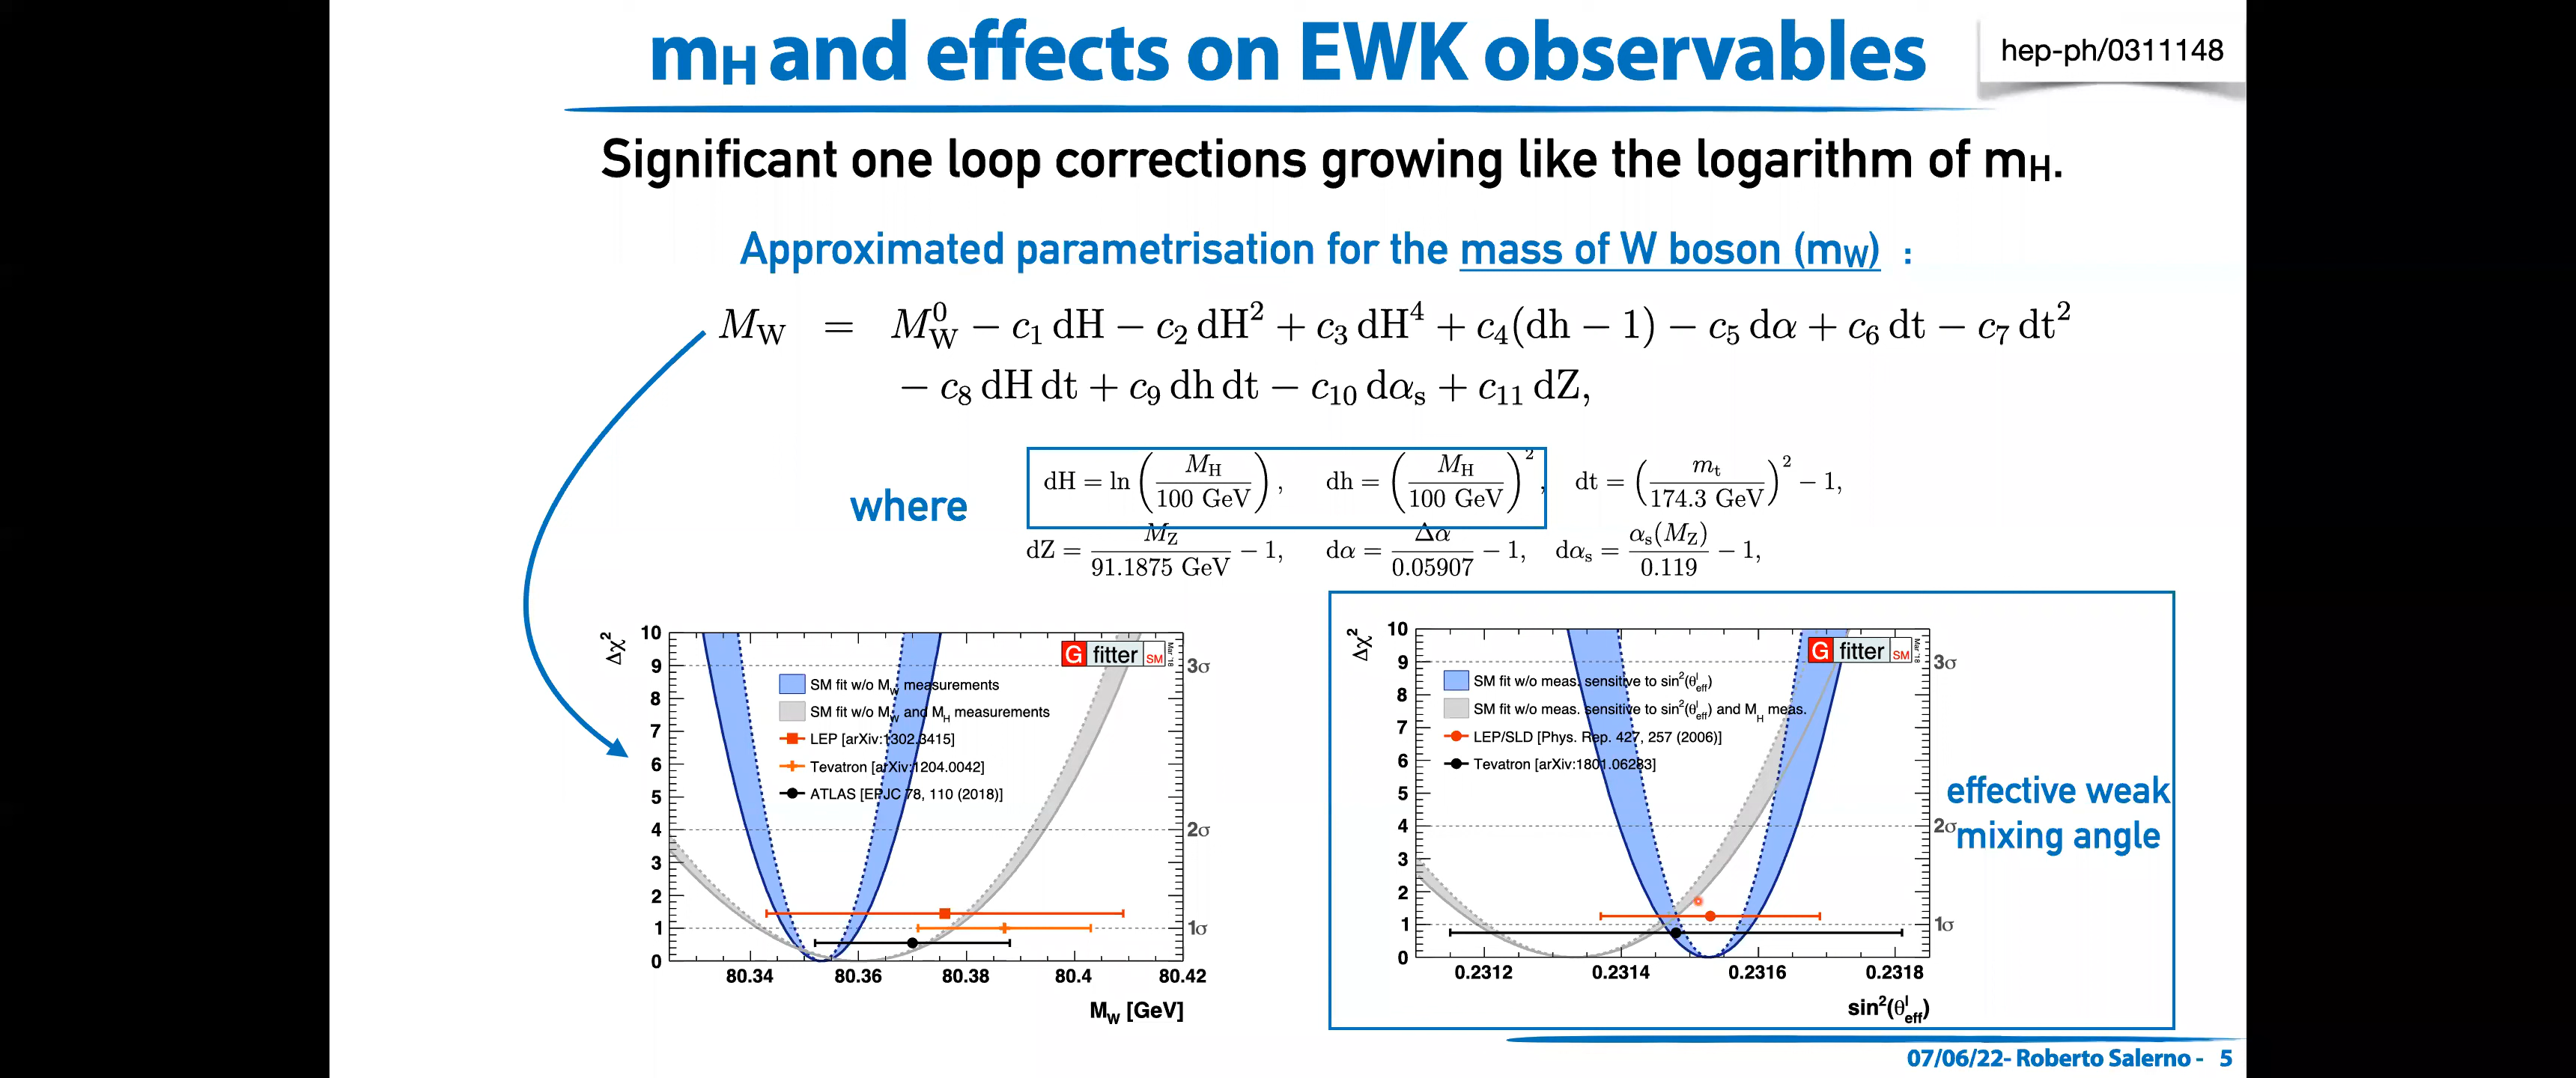 mH and effects on EWK observables
hep-ph/0311148
Significant one loop corrections growing like the logarithm of mH.
Approximated parametrisation for the mass of W boson (mW) :
M_W = M_W^0 − c_1 dH − c_2 dH^2 + c_3 dH^4 + c_4(dh − 1) − c_5 dα + c_6 dt − c_7 dt^2
− c_8 dH dt + c_9 dh dt − c_10 dα_s + c_11 dZ,
where
dH = ln(M_H / 100 GeV), dh = (M_H / 100 GeV)^2, dt = (m_t / 174.3 GeV)^2 − 1,
dZ = M_Z / 91.1875 GeV − 1, dα = Δα / 0.05907 − 1, dα_s = α_s(M_Z) / 0.119 − 1,
Δχ²
10
9
8
7
6
5
4
3
2
1
0
G fitter SM
Mar '18
SM fit w/o M_W measurements
SM fit w/o M_W and M_H measurements
LEP [arXiv:1302.3415]
Tevatron [arXiv:1204.0042]
ATLAS [EPJC 78, 110 (2018)]
3σ
2σ
1σ
80.34 80.36 80.38 80.4 80.42
M_W [GeV]
Δχ²
10
9
8
7
6
5
4
3
2
1
0
G fitter SM
Mar '18
SM fit w/o meas. sensitive to sin²(θ^l_eff)
SM fit w/o meas. sensitive to sin²(θ^l_eff) and M_H meas.
LEP/SLD [Phys. Rep. 427, 257 (2006)]
Tevatron [arXiv:1801.06283]
3σ
2σ
1σ
0.2312 0.2314 0.2316 0.2318
sin²(θ^l_eff)
effective weak
mixing angle
07/06/22- Roberto Salerno - 5